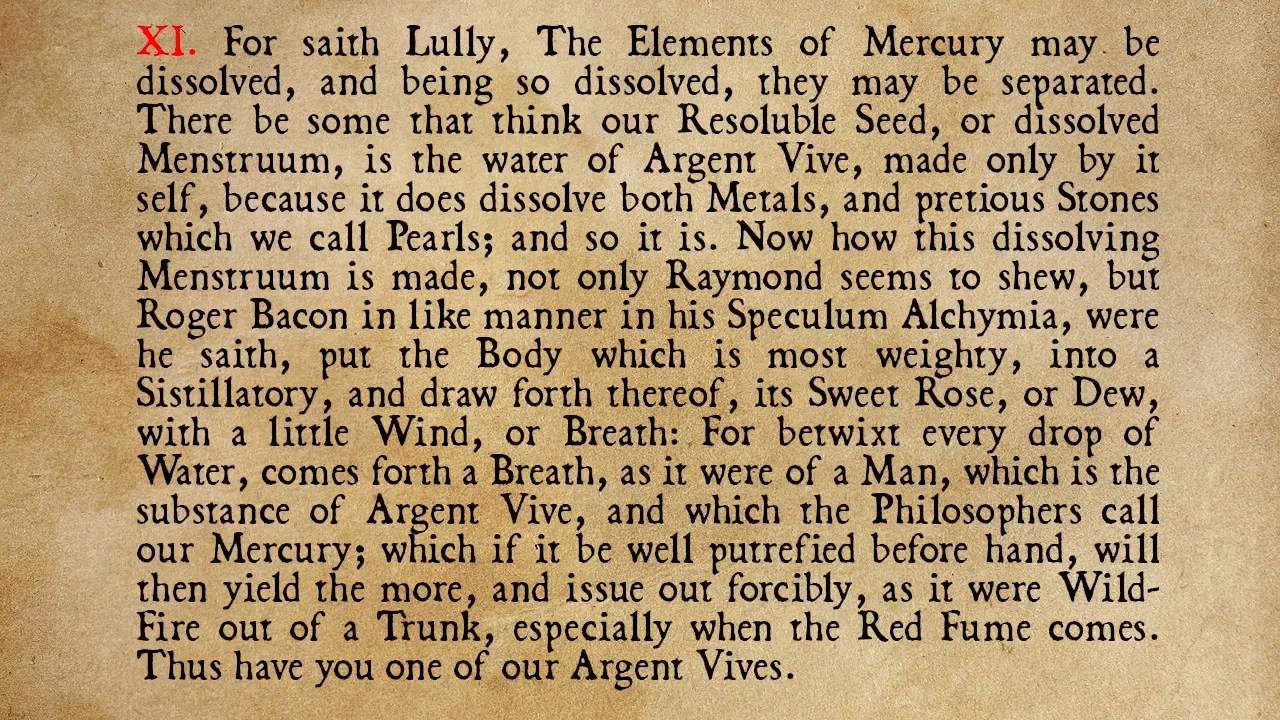 XI. For saith Lully, The Elements of Mercury may be
dissolved, and being so dissolved, they may be separated.
There be some that think our Resoluble Seed, or dissolved
Menstruum, is the water of Argent Vive, made only by it
self, because it does dissolve both Metals, and pretious Stones
which we call Pearls; and so it is. Now how this dissolving
Menstruum is made, not only Raymond seems to shew, but
Roger Bacon in like manner in his Speculum Alchymia, were
he saith, put the Body which is most weighty, into a
Sistillatory, and draw forth thereof, its Sweet Rose, or Dew,
with a little Wind, or Breath: For betwixt every drop of
Water, comes forth a Breath, as it were of a Man, which is the
substance of Argent Vive, and which the Philosophers call
our Mercury; which if it be well putrefied before hand, will
then yield the more, and issue out forcibly, as it were Wild-
Fire out of a Trunk, especially when the Red Fume comes.
Thus have you one of our Argent Vives.